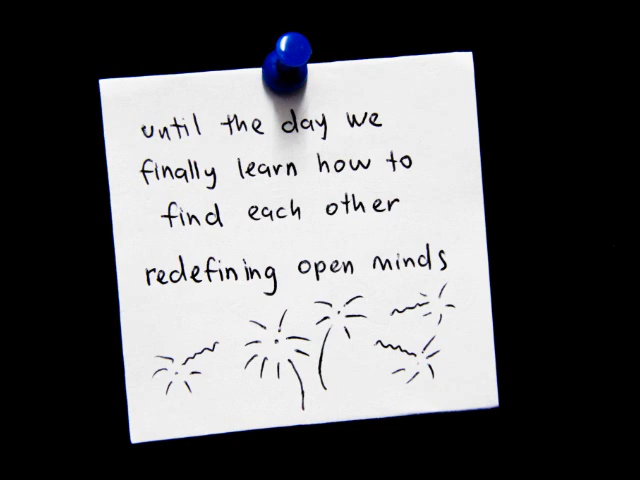 until the day we
finally learn how to
find each other
redefining open minds